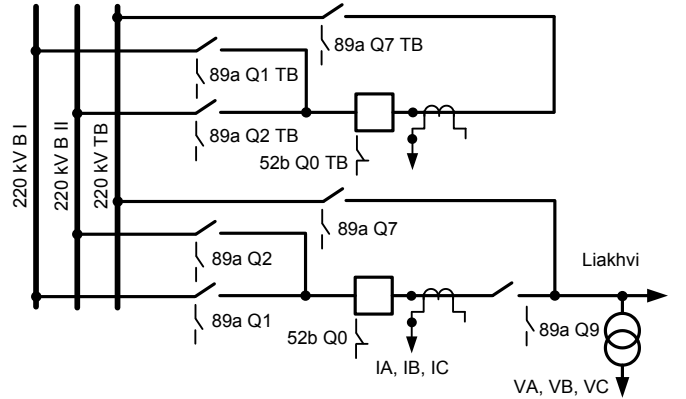 89a Q7 TB
89a Q1 TB
89a Q2 TB
52b Q0 TB
220 kV B I
220 kV B II
220 kV TB
89a Q7
89a Q2
Liakhvi
89a Q1
52b Q0
89a Q9
IA, IB, IC
VA, VB, VC